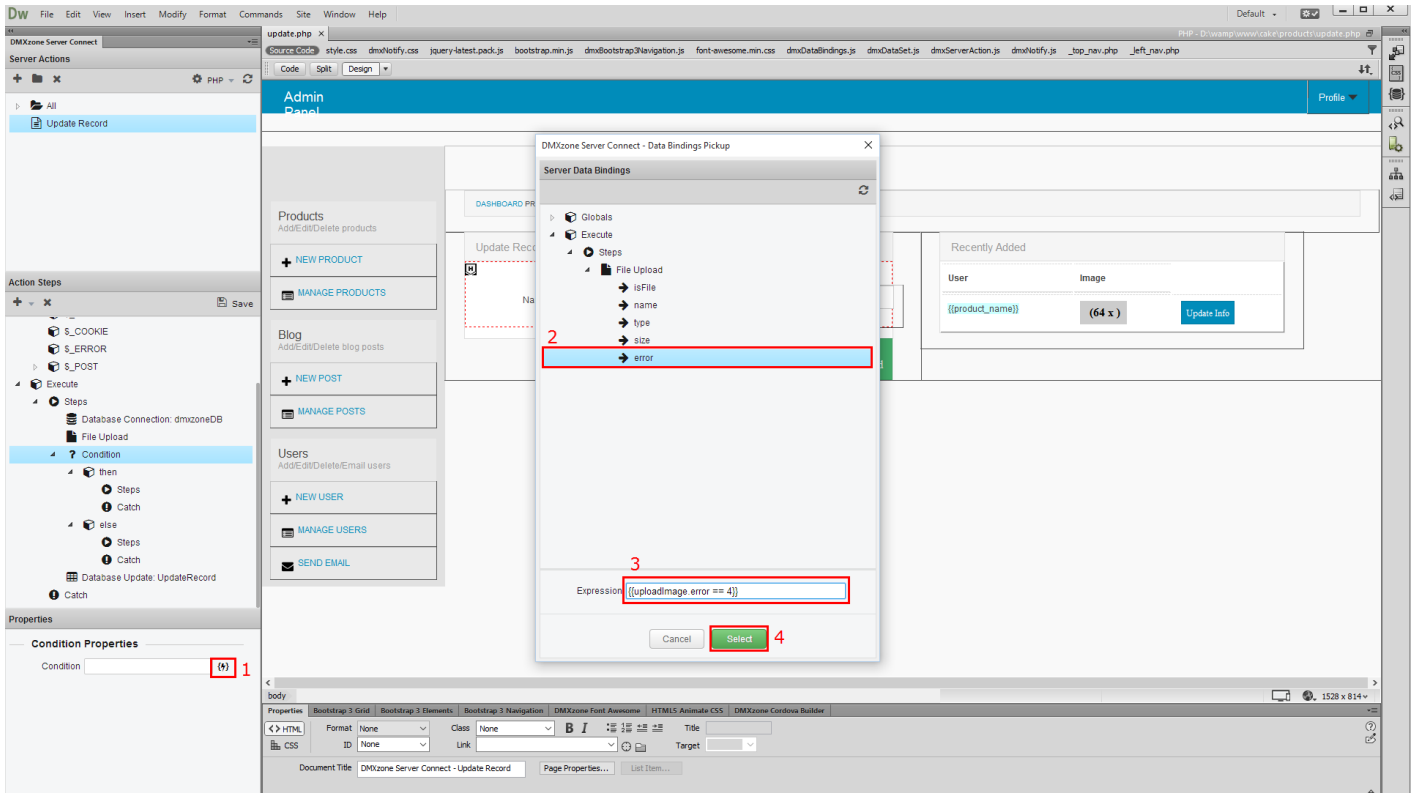 Dw File Edit View Insert Modify Format Commands Site Window Help Default
DMXzone Server Connect
Server Actions
PHP
All
Update Record
Action Steps
Save
$_COOKIE
$_ERROR
$_POST
Execute
Steps
Database Connection: dmxzoneDB
File Upload
? Condition
then
Steps
Catch
else
Steps
Catch
Database Update: UpdateRecord
Catch
Properties
Condition Properties
Condition
1
update.php ×
PHP - D:\wamp\www\cake\products\update.php
Source Code style.css dmxNotify.css jquery-latest.pack.js bootstrap.min.js dmxBootstrap3Navigation.js font-awesome.min.css dmxDataBindings.js dmxDataSet.js dmxServerAction.js dmxNotify.js _top_nav.php _left_nav.php
Code Split Design
Admin
Panel
Profile
Products
Add/Edit/Delete products
NEW PRODUCT
MANAGE PRODUCTS
Blog
Add/Edit/Delete blog posts
NEW POST
MANAGE POSTS
Users
Add/Edit/Delete/Email users
NEW USER
MANAGE USERS
SEND EMAIL
DASHBOARD PR
Update Reco
H
Na
DMXzone Server Connect - Data Bindings Pickup
Server Data Bindings
Globals
Execute
Steps
File Upload
isFile
name
type
size
2
error
3
Expression {{uploadImage.error == 4}}
Cancel Select 4
Recently Added
User Image
{{product_name}} (64 x ) Update Info
body
1528 x 814
Properties Bootstrap 3 Grid Bootstrap 3 Elements Bootstrap 3 Navigation DMXzone Font Awesome HTML5 Animate CSS DMXzone Cordova Builder
<> HTML Format None Class None B I Title
CSS ID None Link Target
Document Title DMXzone Server Connect - Update Record Page Properties... List Item...